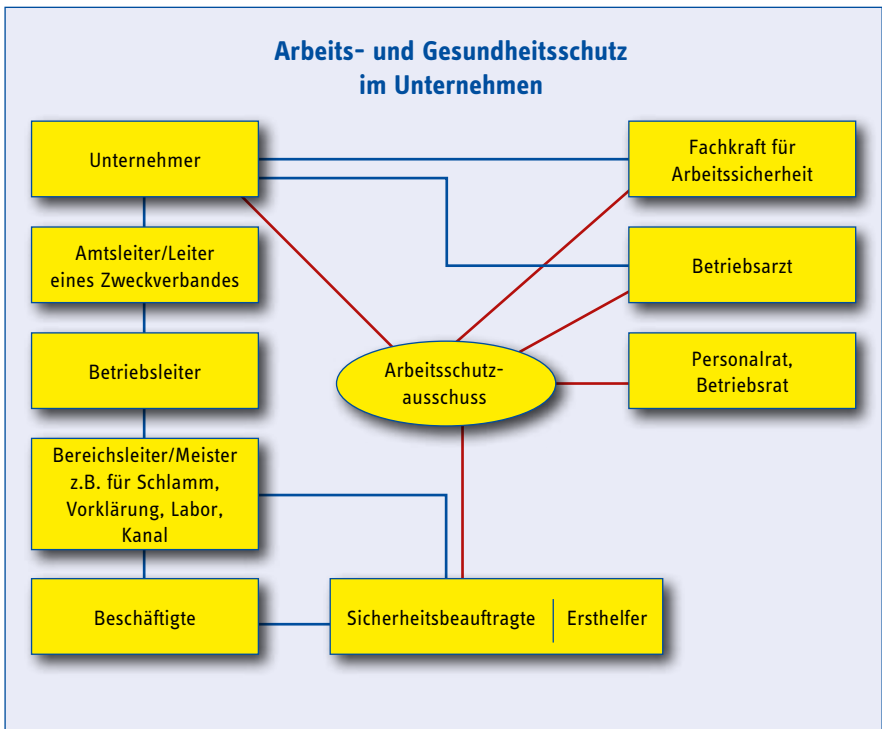 Arbeits- und Gesundheitsschutz
im Unternehmen
Unternehmer
Fachkraft für
Arbeitssicherheit
Amtsleiter/Leiter
eines Zweckverbandes
Betriebsarzt
Betriebsleiter
Arbeitsschutz-
ausschuss
Personalrat,
Betriebsrat
Bereichsleiter/Meister
z.B. für Schlamm,
Vorklärung, Labor,
Kanal
Beschäftigte
Sicherheitsbeauftragte
Ersthelfer